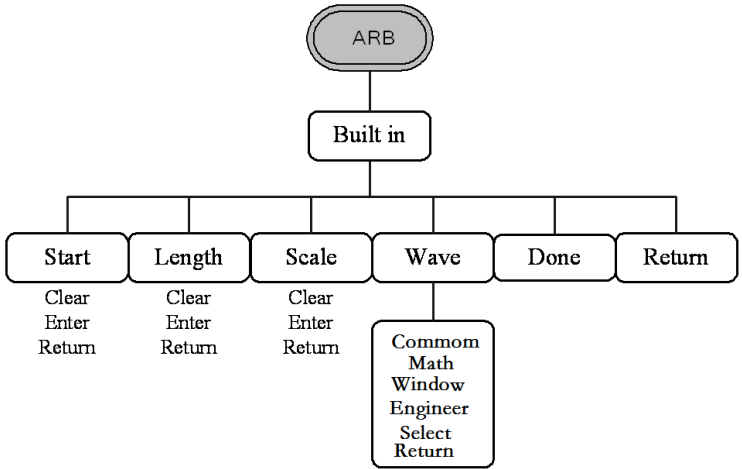 ARB
Built in
Start
Length
Scale
Wave
Done
Return
Clear
Enter
Return
Clear
Enter
Return
Clear
Enter
Return
Commom
Math
Window
Engineer
Select
Return